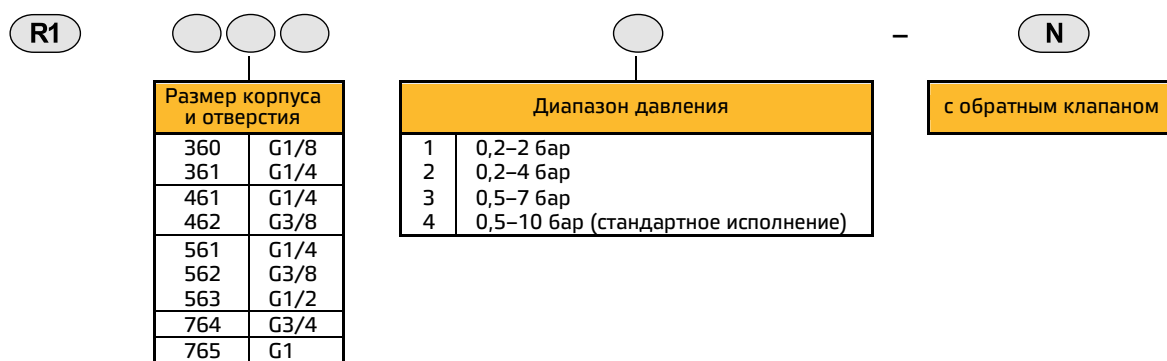 R1 – N
Размер корпуса
и отверстия
360 G1/8
361 G1/4
461 G1/4
462 G3/8
561 G1/4
562 G3/8
563 G1/2
764 G3/4
765 G1
Диапазон давления
1 0,2–2 бар
2 0,2–4 бар
3 0,5–7 бар
4 0,5–10 бар (стандартное исполнение)
с обратным клапаном